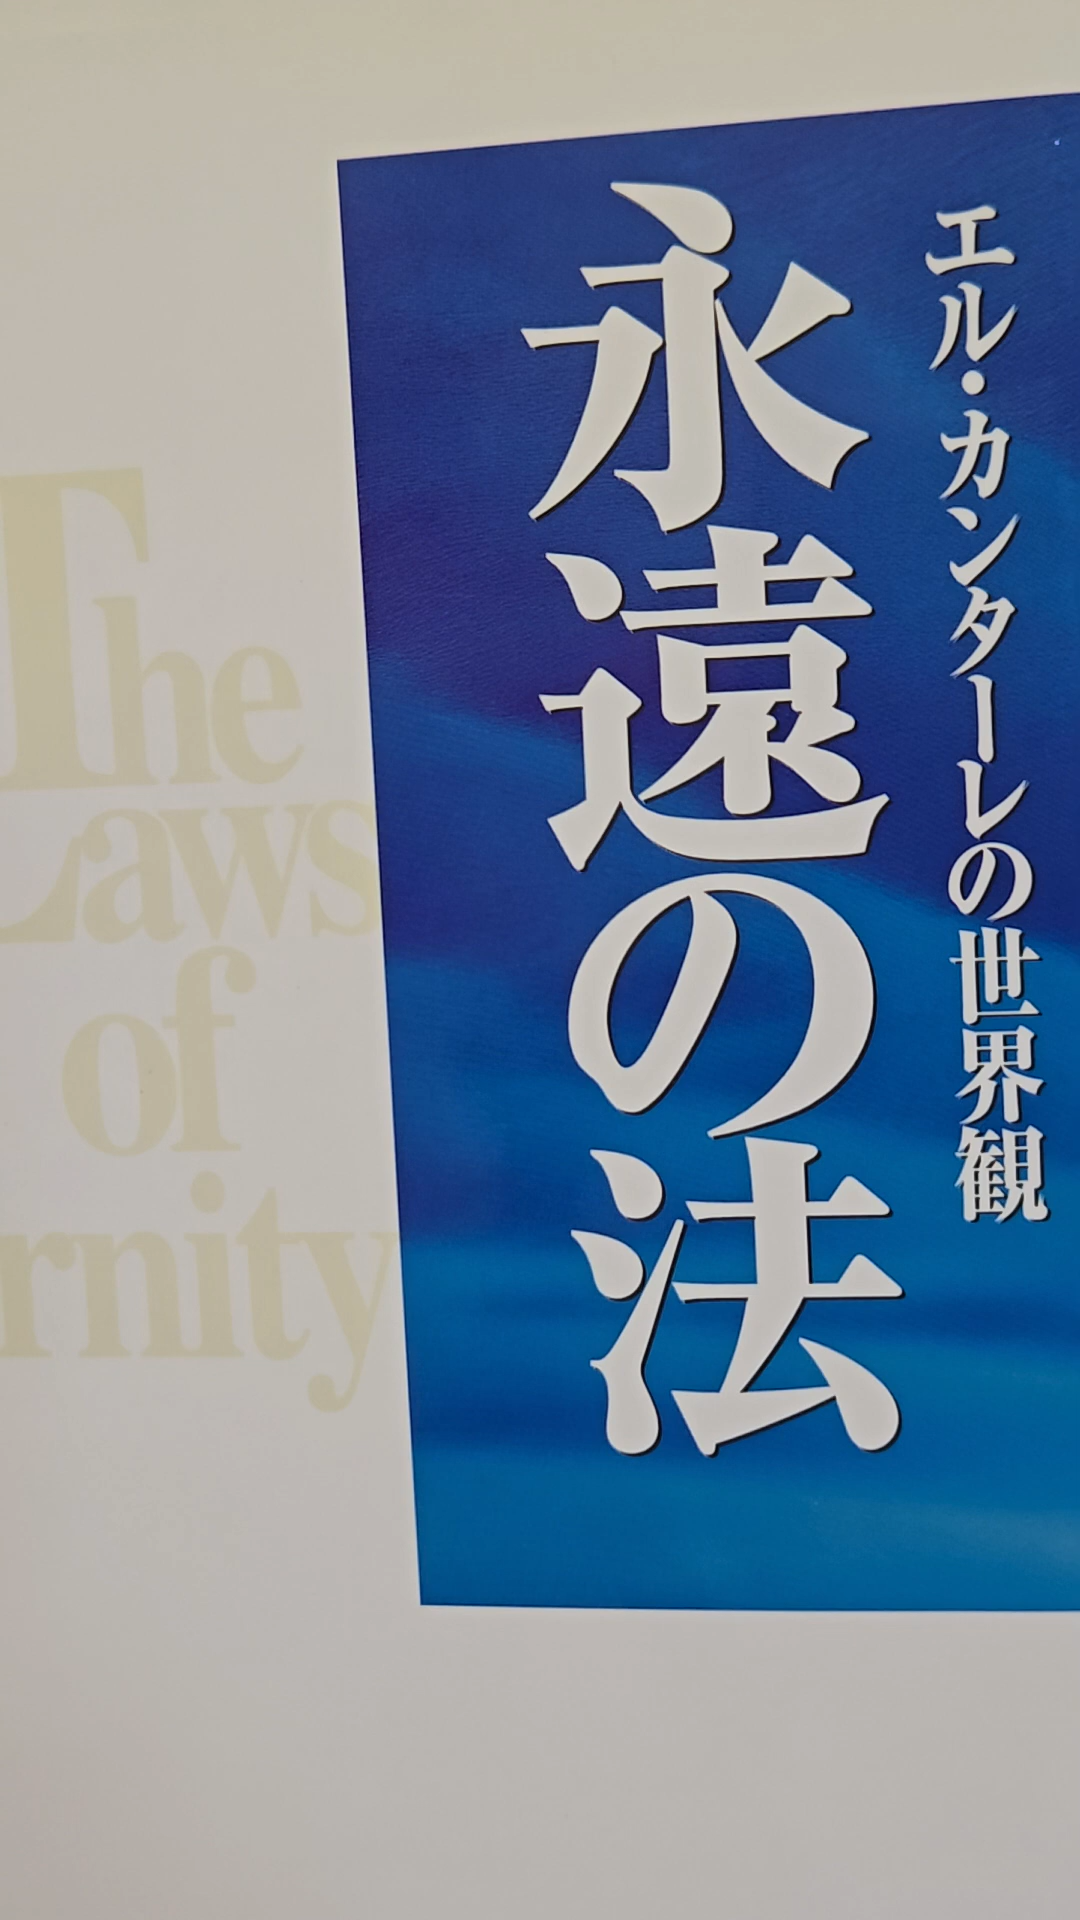 エル・カンターレの世界観
永遠の法
The
Laws
of
rnity